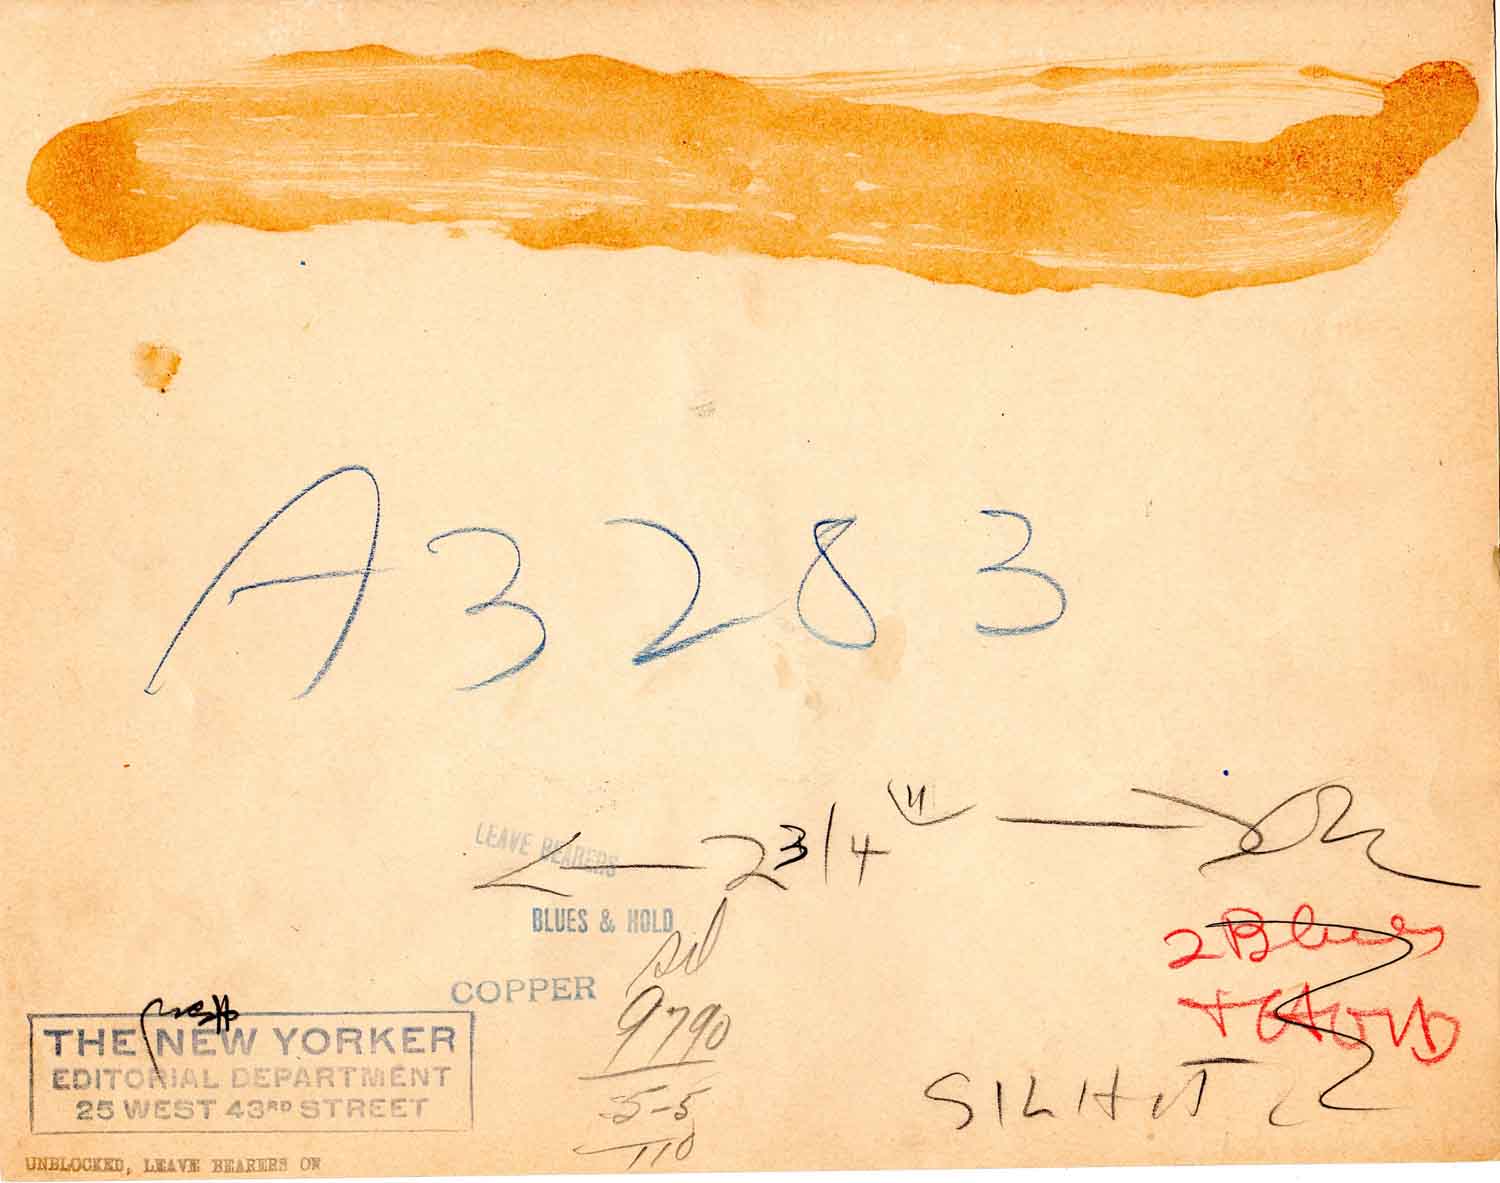 A3283
2 3/4"
LEAVE BEARERS
BLUES & HOLD
sil
2 Blues
+ HOLD
COPPER
9790
5-5
110
THE NEW YORKER
EDITORIAL DEPARTMENT
25 WEST 43RD STREET
UNBLOCKED, LEAVE BEARERS ON